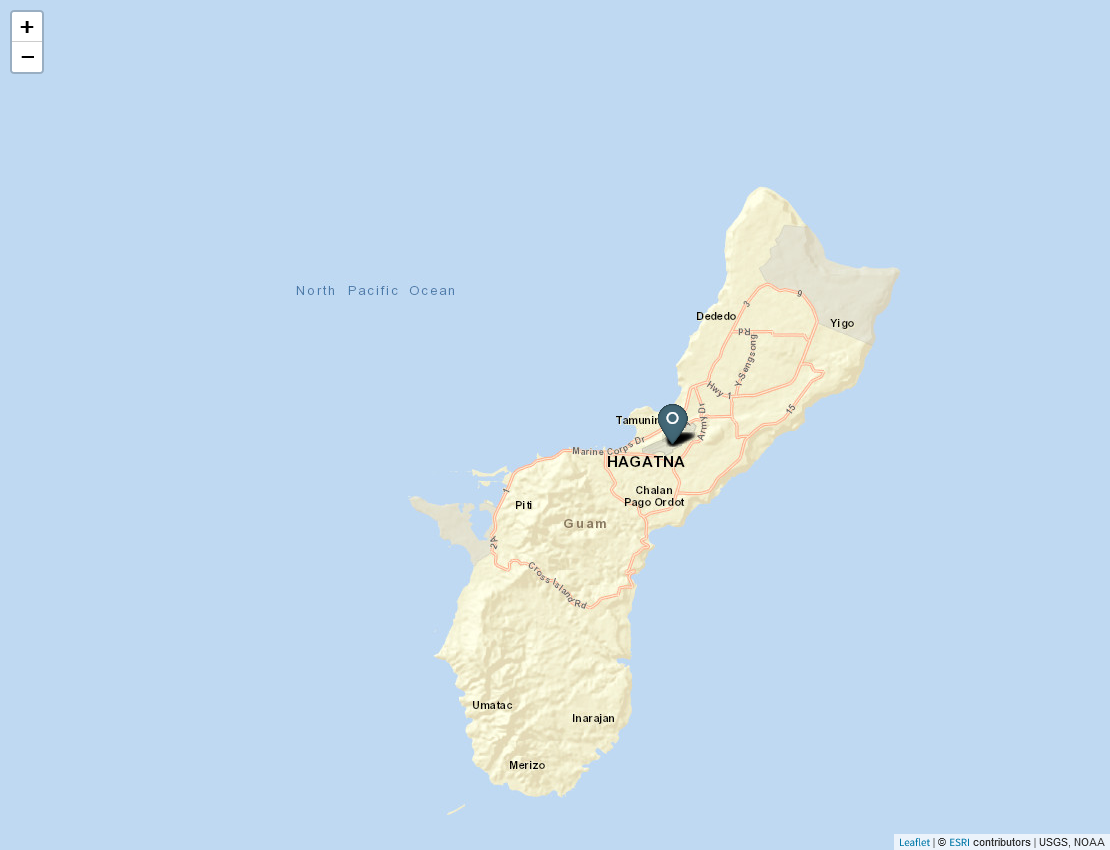 +
−
North Pacific Ocean
9
3
Dededo
Yigo
Rd
Y-Sengsong
Hwy 1
Army Dr
15
1
Marine Corps Dr
HAGATNA
Chalan
Pago Ordot
1
Piti
Guam
2A
Cross Island Rd
Umatac
Inarajan
Merizo
Leaflet | © ESRI contributors | USGS, NOAA